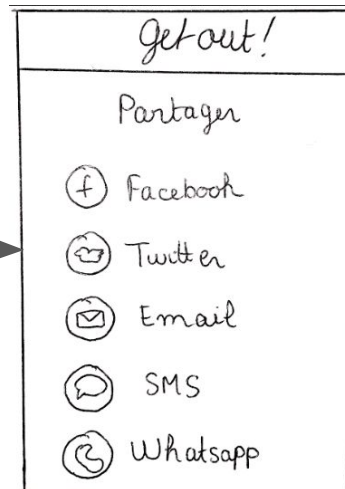 get out!
Partager
f Facebook
Twitter
Email
SMS
Whatsapp